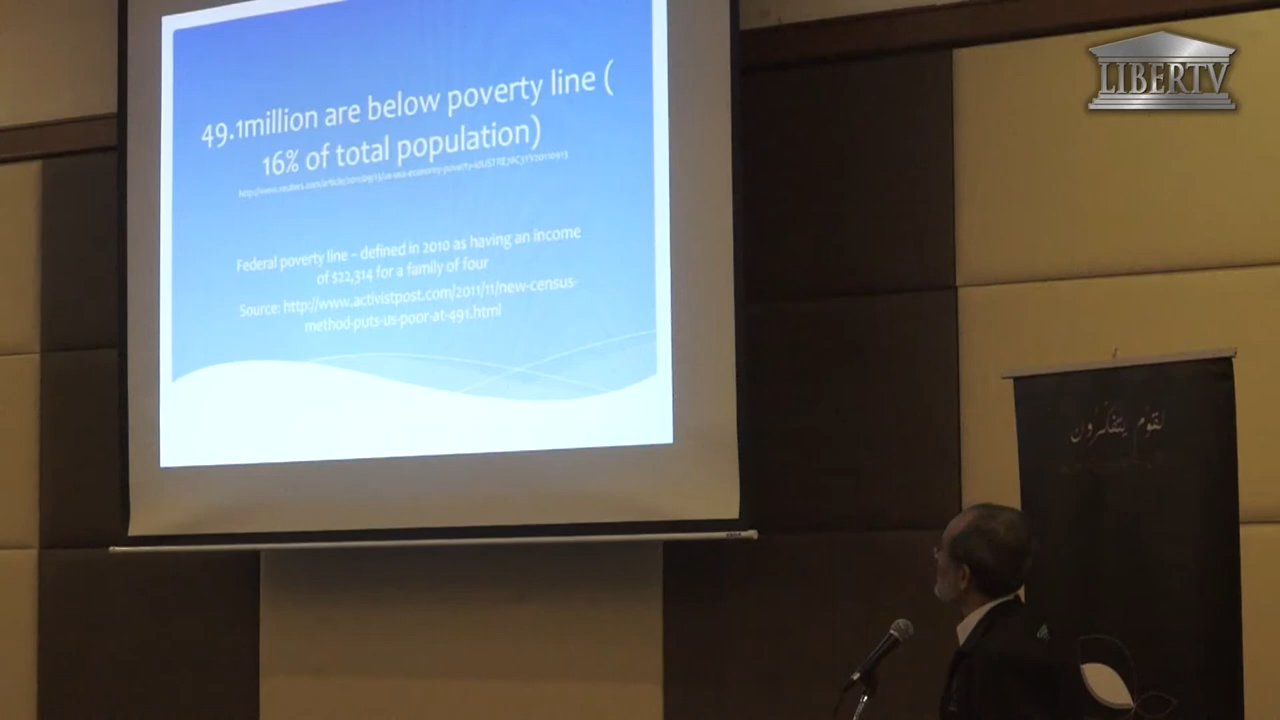 LIBERTV
49.1million are below poverty line (
16% of total population)
Federal poverty line – defined in 2010 as having an income
of $22,314 for a family of four
Source: http://www.activistpost.com/2011/11/new-census-
method-puts-us-poor-at-491.html
لقوم يتفكرون